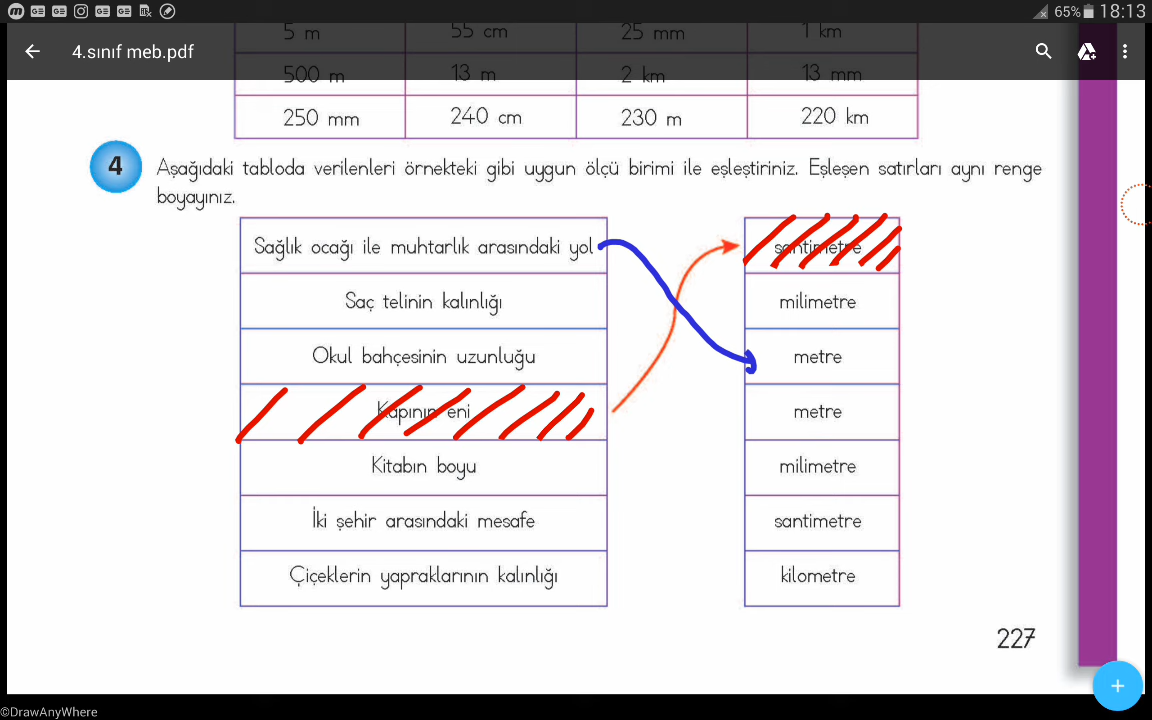 65% 18:13
4.sınıf meb.pdf
5 m 55 cm 25 mm 1 km
500 m 13 m 2 km 13 mm
250 mm 240 cm 230 m 220 km
4 Aşağıdaki tabloda verilenleri örnekteki gibi uygun ölçü birimi ile eşleştiriniz. Eşleşen satırları aynı renge
boyayınız.
Sağlık ocağı ile muhtarlık arasındaki yol santimetre
Saç telinin kalınlığı milimetre
Okul bahçesinin uzunluğu metre
Kapının eni metre
Kitabın boyu milimetre
İki şehir arasındaki mesafe santimetre
Çiçeklerin yapraklarının kalınlığı kilometre
227
©DrawAnyWhere